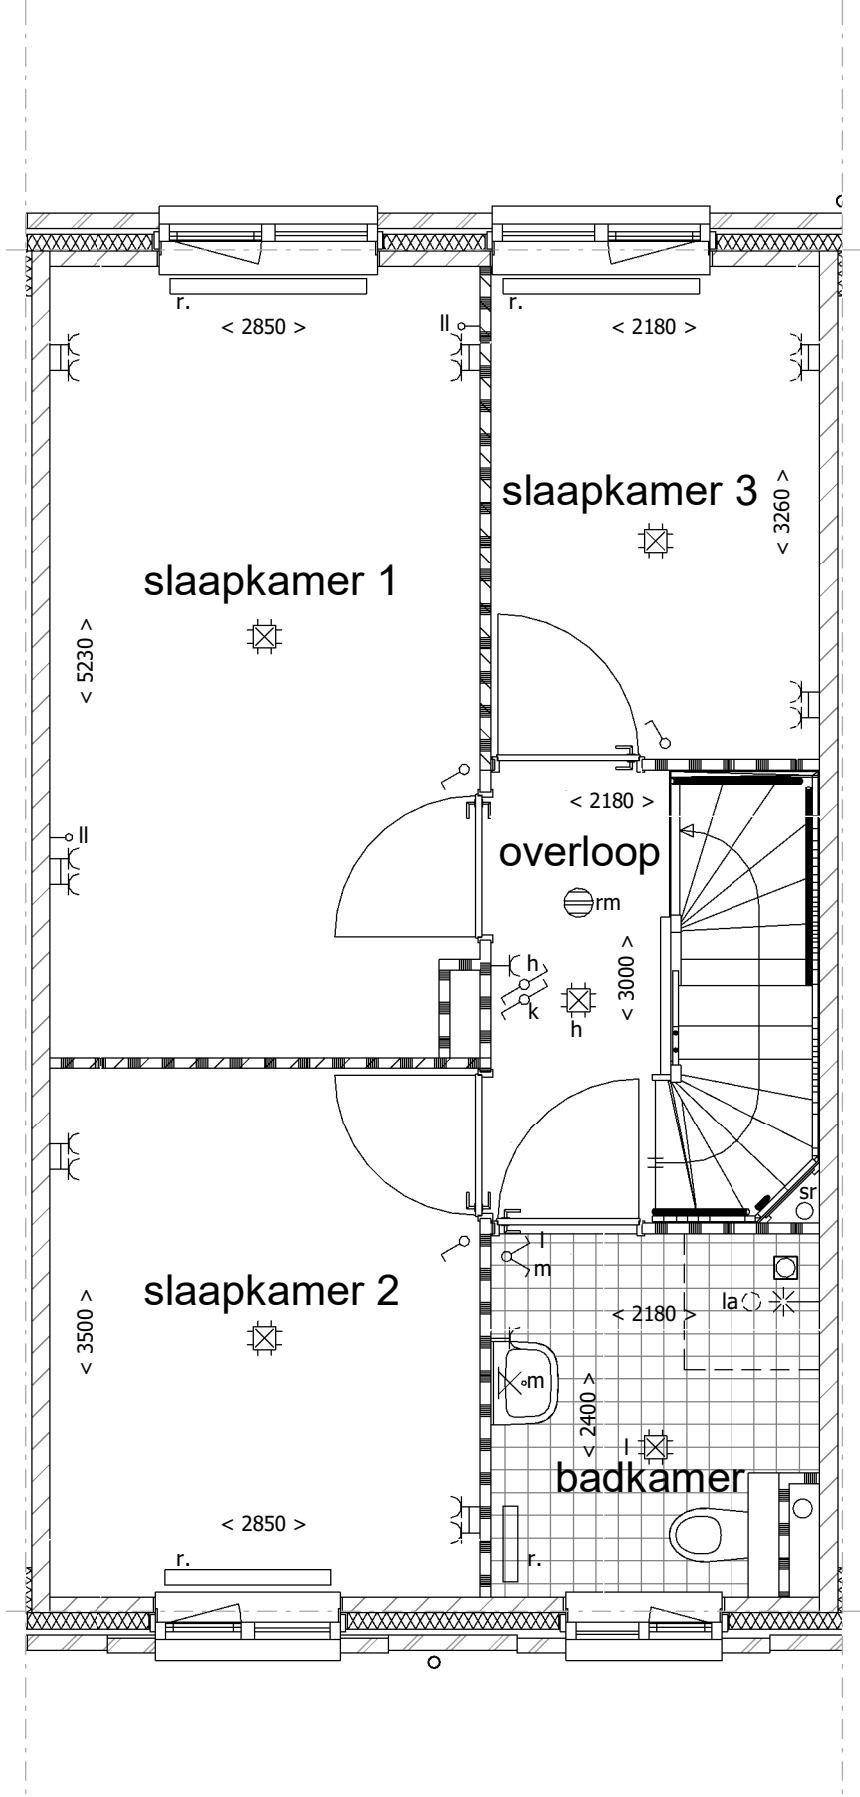 r.
r.
< 2850 >
ll
< 2180 >
slaapkamer 3
< 3260 >
slaapkamer 1
< 5230 >
< 2180 >
ll
overloop
rm
h
< 3000 >
k
h
sr
l
m
slaapkamer 2
la
< 2180 >
< 3500 >
m
< 2400 >
l
badkamer
< 2850 >
r.
r.